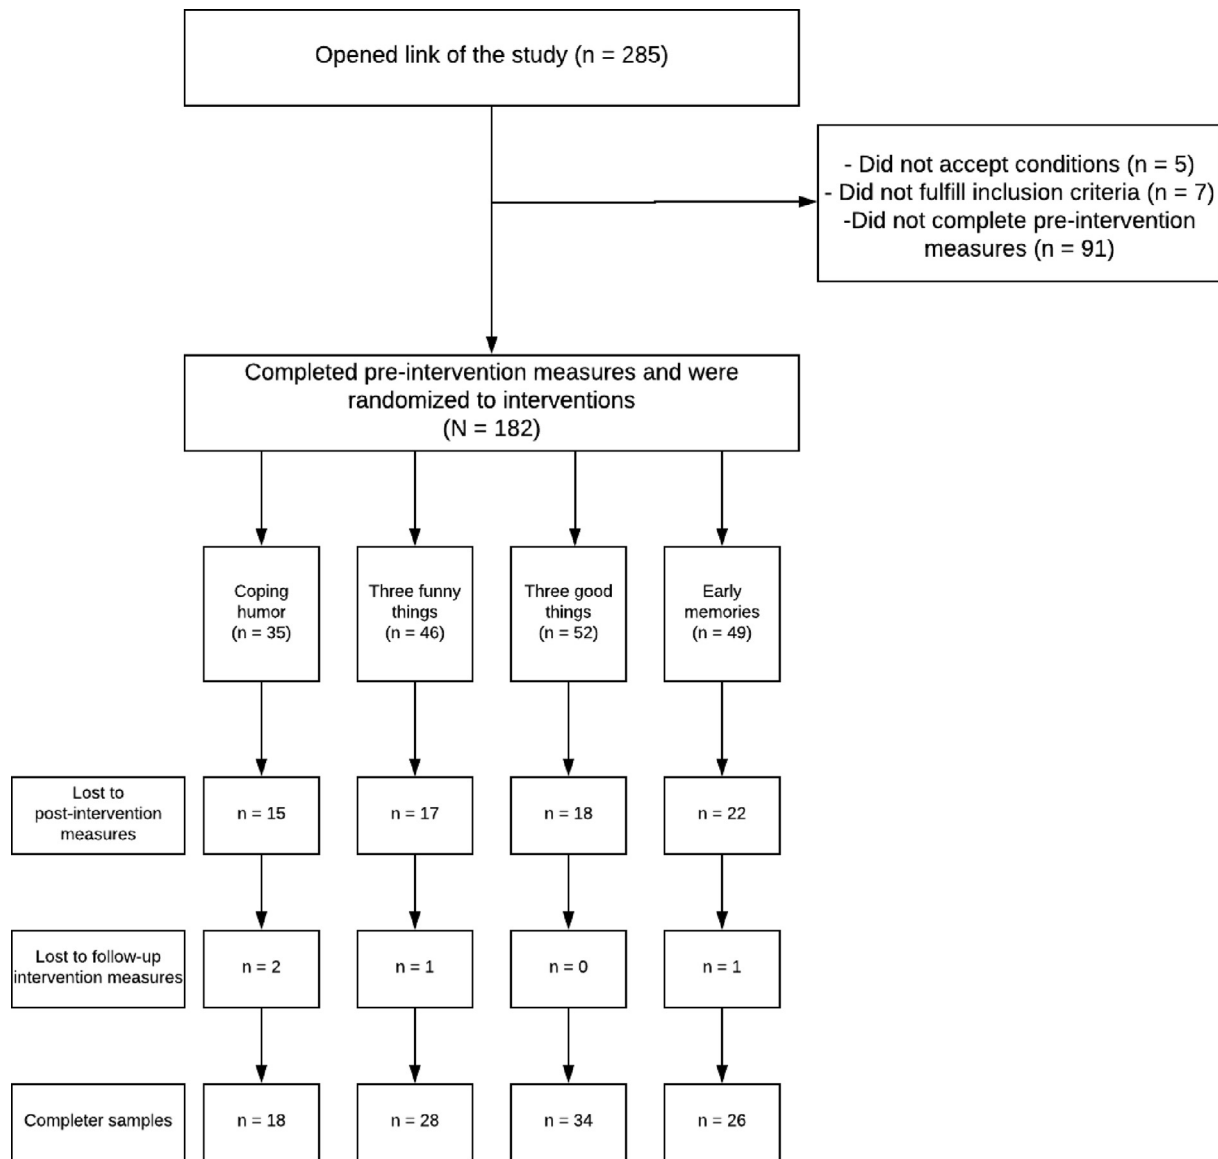 Opened link of the study (n = 285)
- Did not accept conditions (n = 5)
- Did not fulfill inclusion criteria (n = 7)
-Did not complete pre-intervention
measures (n = 91)
Completed pre-intervention measures and were
randomized to interventions
(N = 182)
Coping
humor
(n = 35)
Three funny
things
(n = 46)
Three good
things
(n = 52)
Early
memories
(n = 49)
Lost to
post-intervention
measures
n = 15
n = 17
n = 18
n = 22
Lost to follow-up
intervention measures
n = 2
n = 1
n = 0
n = 1
Completer samples
n = 18
n = 28
n = 34
n = 26